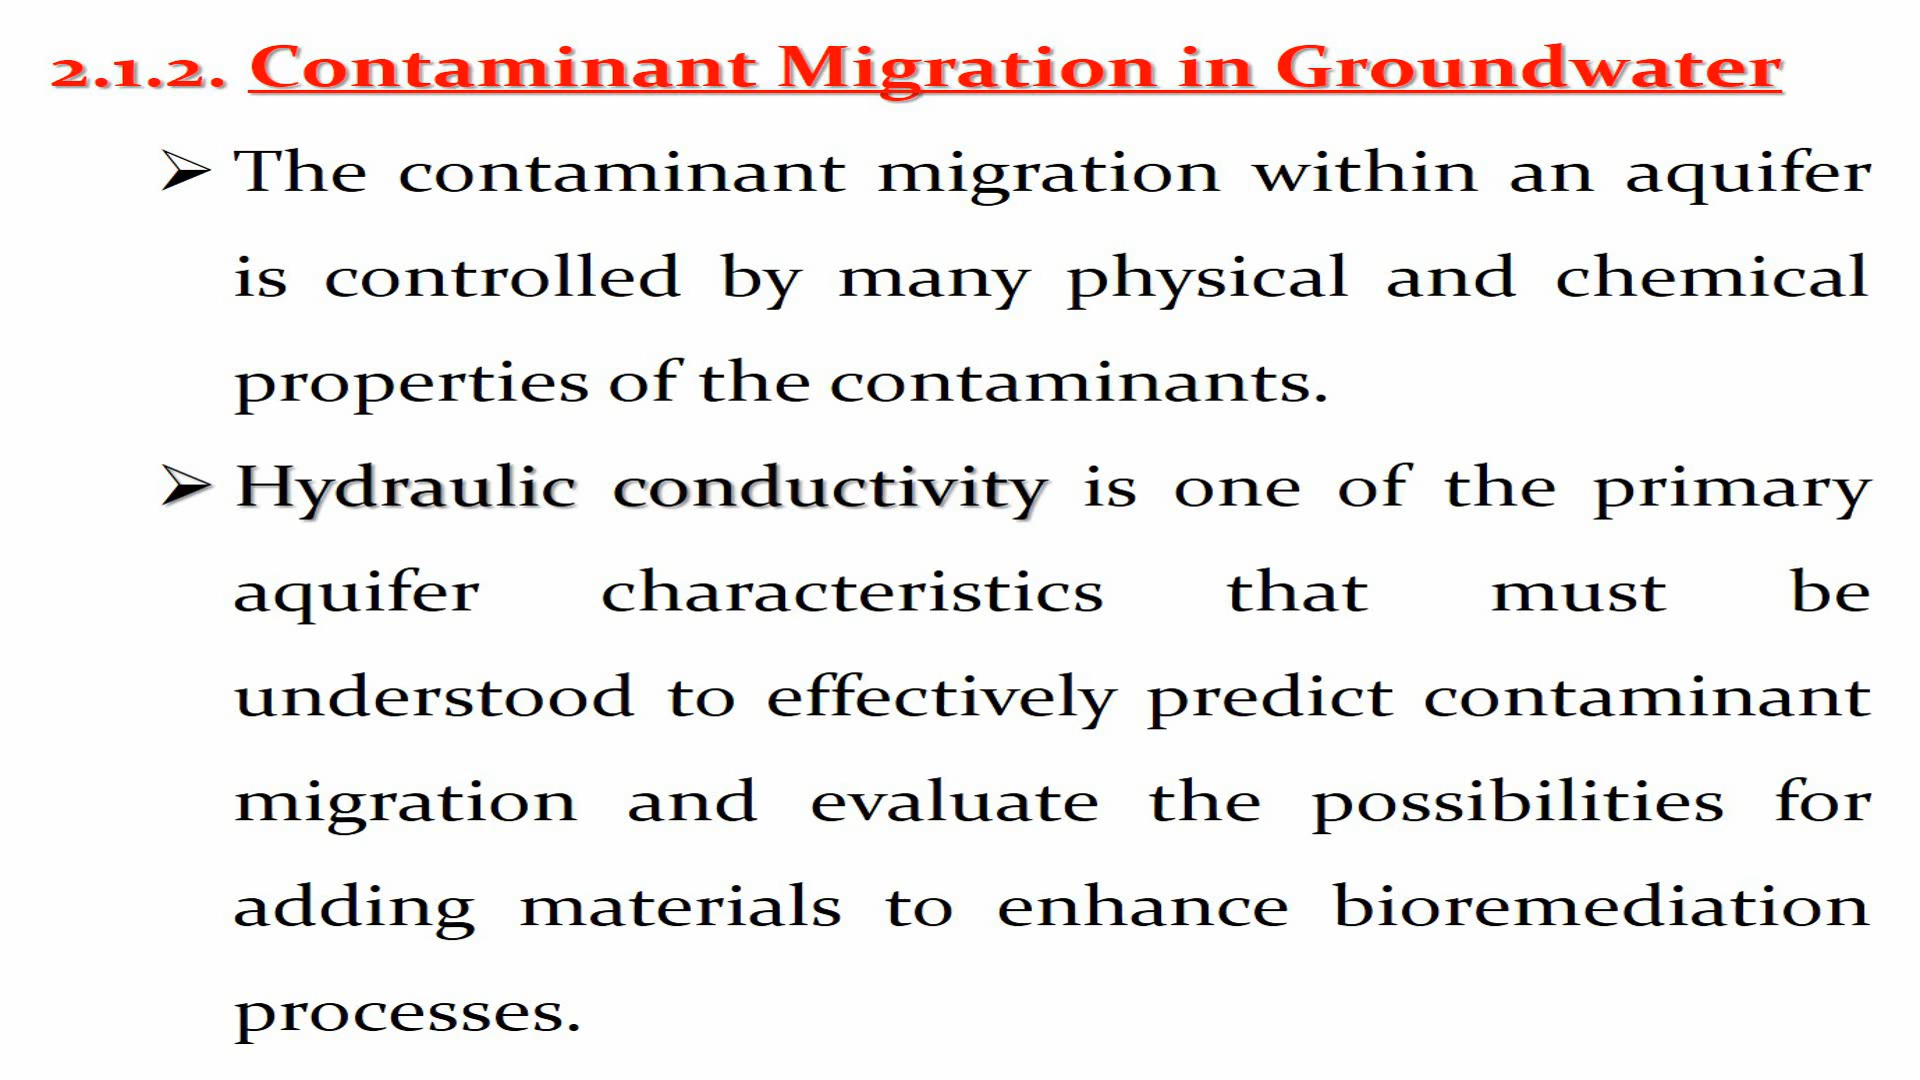 2.1.2. Contaminant Migration in Groundwater
➢ The contaminant migration within an aquifer
is controlled by many physical and chemical
properties of the contaminants.
➢ Hydraulic conductivity is one of the primary
aquifer characteristics that must be
understood to effectively predict contaminant
migration and evaluate the possibilities for
adding materials to enhance bioremediation
processes.